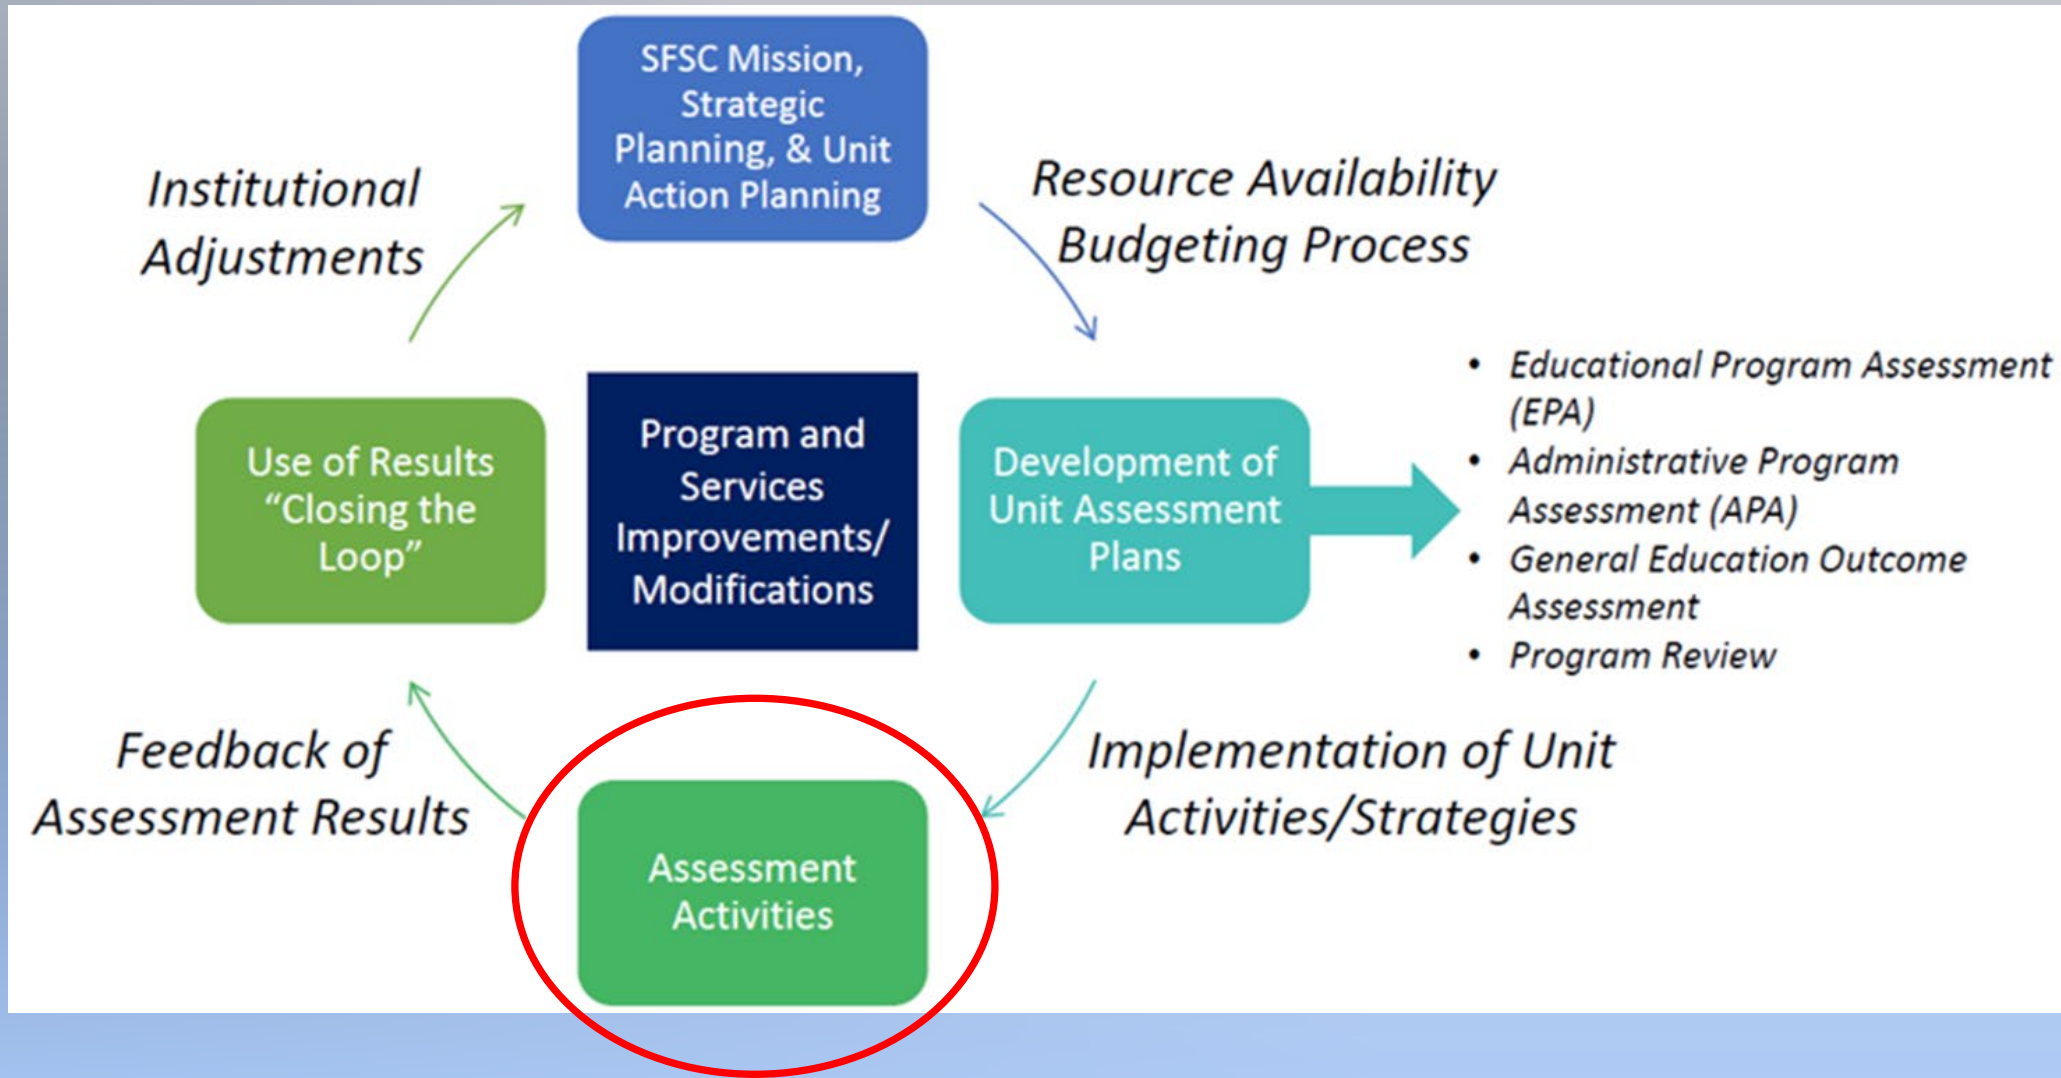 SFSC Mission,
Strategic
Planning, & Unit
Action Planning
Institutional
Adjustments
Resource Availability
Budgeting Process
Use of Results
“Closing the
Loop”
Program and
Services
Improvements/
Modifications
Development of
Unit Assessment
Plans
• Educational Program Assessment
(EPA)
• Administrative Program
Assessment (APA)
• General Education Outcome
Assessment
• Program Review
Feedback of
Assessment Results
Implementation of Unit
Activities/Strategies
Assessment
Activities